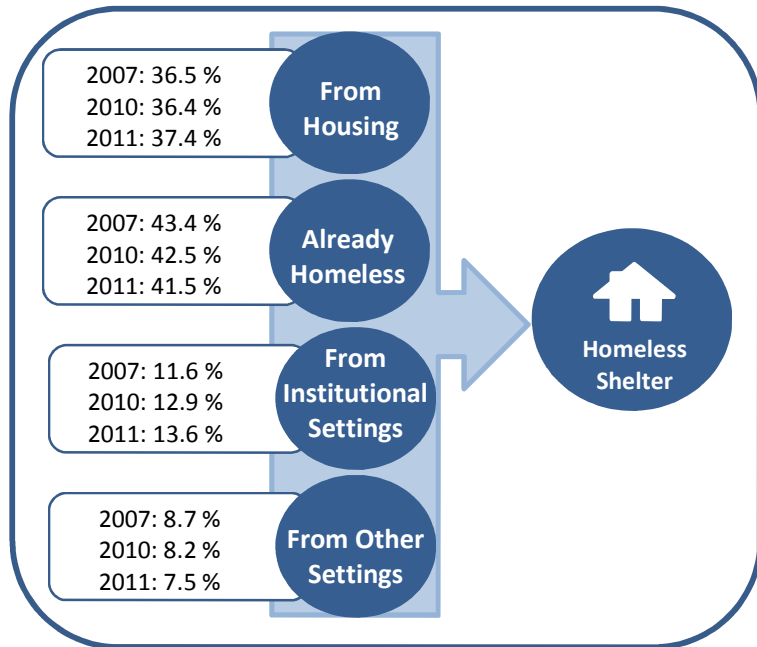 2007: 36.5 %
2010: 36.4 %
2011: 37.4 %
From
Housing
2007: 43.4 %
2010: 42.5 %
2011: 41.5 %
Already
Homeless
2007: 11.6 %
2010: 12.9 %
2011: 13.6 %
From
Institutional
Settings
2007: 8.7 %
2010: 8.2 %
2011: 7.5 %
From Other
Settings
Homeless
Shelter